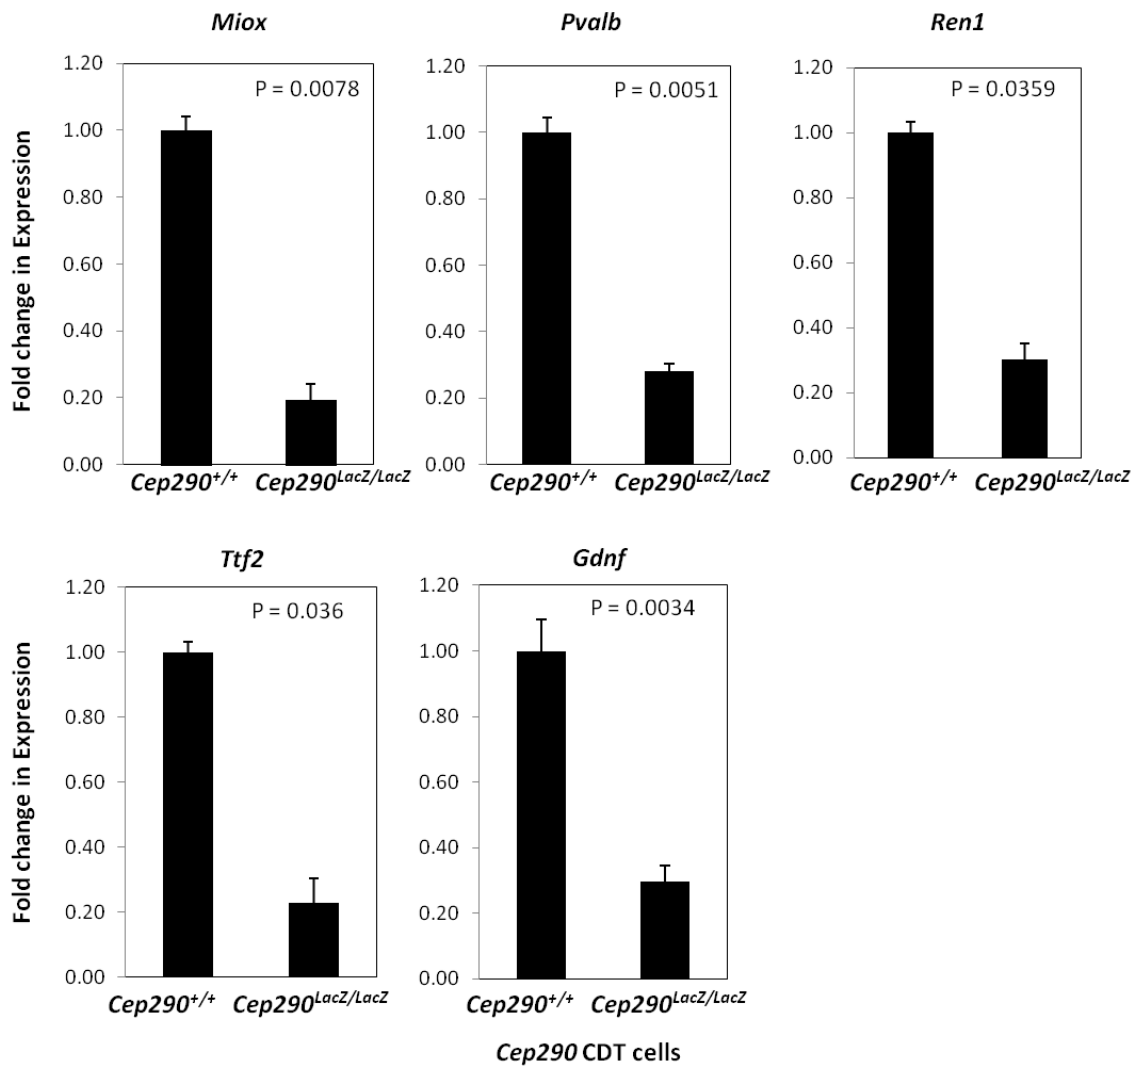 Miox
Fold change in Expression
1.20
1.00
0.80
0.60
0.40
0.20
0.00
P = 0.0078
Cep290+/+ Cep290LacZ/LacZ
Pvalb
1.20
1.00
0.80
0.60
0.40
0.20
0.00
P = 0.0051
Cep290+/+ Cep290LacZ/LacZ
Ren1
1.20
1.00
0.80
0.60
0.40
0.20
0.00
P = 0.0359
Cep290+/+ Cep290LacZ/LacZ
Ttf2
Fold change in Expression
1.20
1.00
0.80
0.60
0.40
0.20
0.00
P = 0.036
Cep290+/+ Cep290LacZ/LacZ
Gdnf
1.20
1.00
0.80
0.60
0.40
0.20
0.00
P = 0.0034
Cep290+/+ Cep290LacZ/LacZ
Cep290 CDT cells